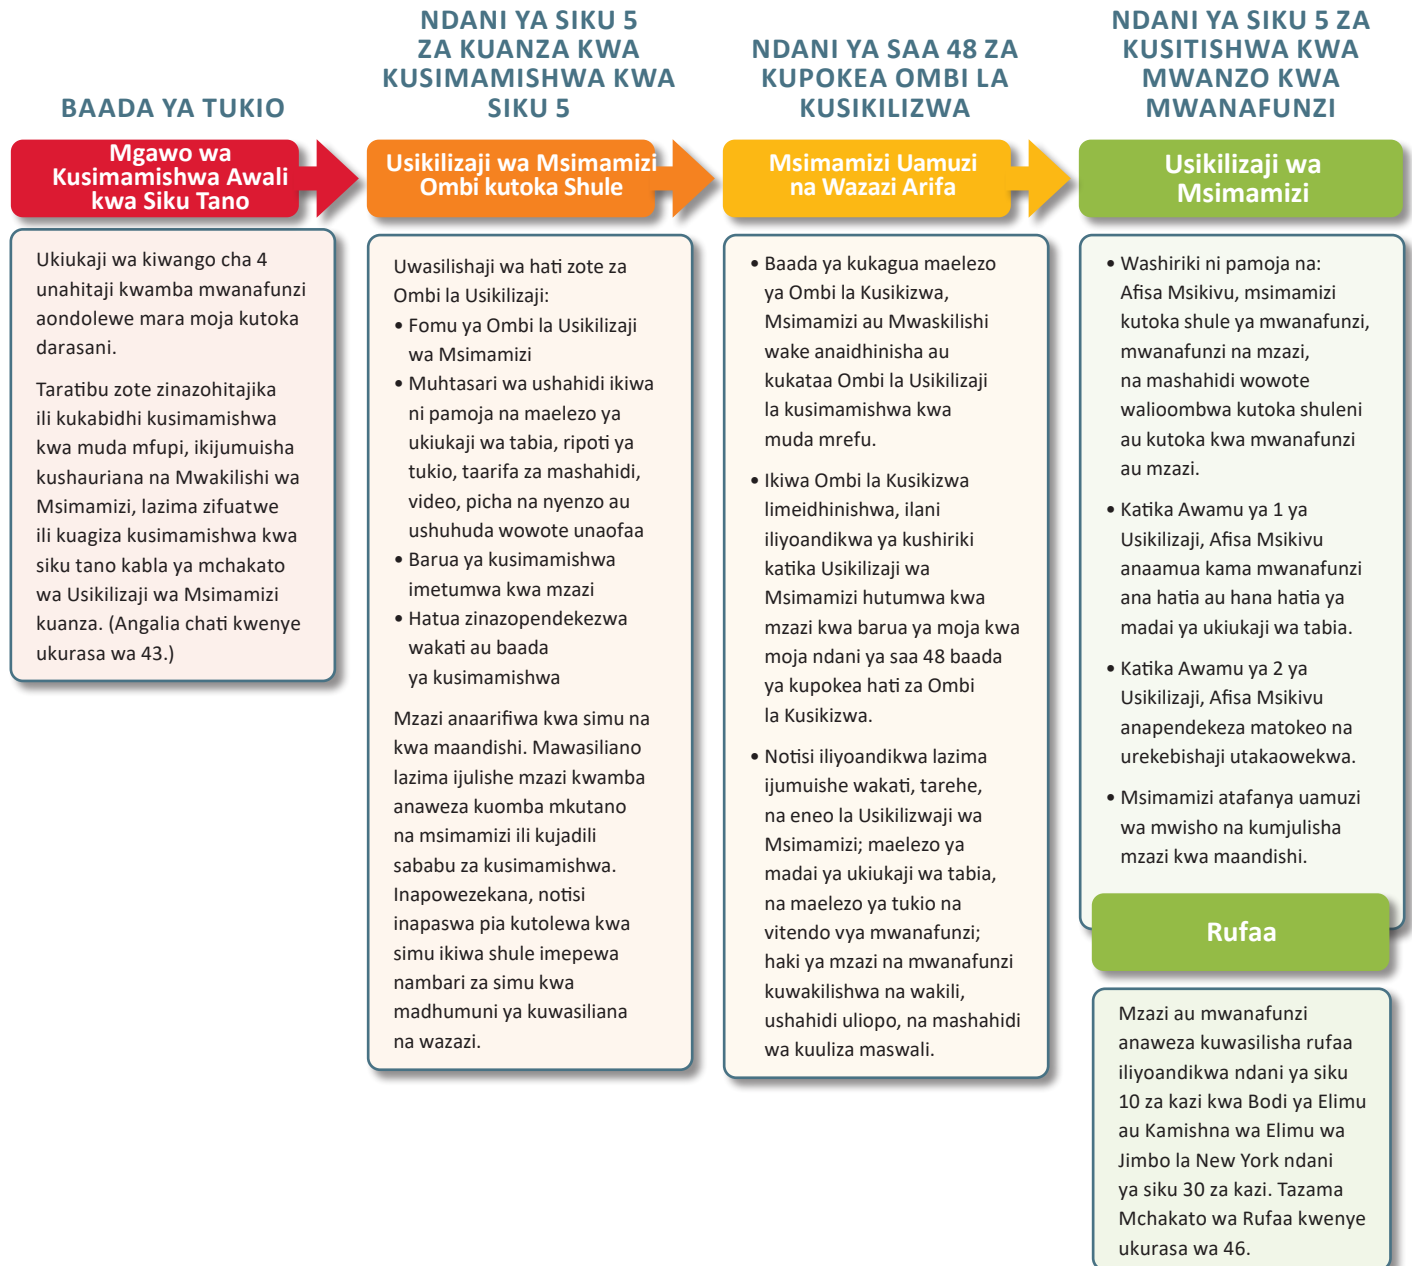 BAADA YA TUKIO
Mgawo wa
Kusimamishwa Awali
kwa Siku Tano
Ukiukaji wa kiwango cha 4
unahitaji kwamba mwanafunzi
aondolewe mara moja kutoka
darasani.
Taratibu zote zinazohitajika
ili kukabidhi kusimamishwa
kwa muda mfupi, ikijumuisha
kushauriana na Mwakilishi wa
Msimamizi, lazima zifuatwe
ili kuagiza kusimamishwa kwa
siku tano kabla ya mchakato
wa Usikilizaji wa Msimamizi
kuanza. (Angalia chati kwenye
ukurasa wa 43.)
NDANI YA SIKU 5
ZA KUANZA KWA
KUSIMAMISHWA KWA
SIKU 5
Usikilizaji wa Msimamizi
Ombi kutoka Shule
Uwasilishaji wa hati zote za
Ombi la Usikilizaji:
• Fomu ya Ombi la Usikilizaji
wa Msimamizi
• Muhtasari wa ushahidi ikiwa
ni pamoja na maelezo ya
ukiukaji wa tabia, ripoti ya
tukio, taarifa za mashahidi,
video, picha na nyenzo au
ushuhuda wowote unaofaa
• Barua ya kusimamishwa
imetumwa kwa mzazi
• Hatua zinazopendekezwa
wakati au baada
ya kusimamishwa
Mzazi anaarifiwa kwa simu na
kwa maandishi. Mawasiliano
lazima ijulishe mzazi kwamba
anaweza kuomba mkutano
na msimamizi ili kujadili
sababu za kusimamishwa.
Inapowezekana, notisi
inapaswa pia kutolewa kwa
simu ikiwa shule imepewa
nambari za simu kwa
madhumuni ya kuwasiliana
na wazazi.
NDANI YA SAA 48 ZA
KUPOKEA OMBI LA
KUSIKILIZWA
Msimamizi Uamuzi
na Wazazi Arifa
• Baada ya kukagua maelezo
ya Ombi la Kusikizwa,
Msimamizi au Mwaskilishi
wake anaidhinisha au
kukataa Ombi la Usikilizaji
la kusimamishwa kwa
muda mrefu.
• Ikiwa Ombi la Kusikizwa
limeidhinishwa, ilani
iliyoandikwa ya kushiriki
katika Usikilizaji wa
Msimamizi hutumwa kwa
mzazi kwa barua ya moja kwa
moja ndani ya saa 48 baada
ya kupokea hati za Ombi
la Kusikizwa.
• Notisi iliyoandikwa lazima
ijumuishe wakati, tarehe,
na eneo la Usikilizwaji wa
Msimamizi; maelezo ya
madai ya ukiukaji wa tabia,
na maelezo ya tukio na
vitendo vya mwanafunzi;
haki ya mzazi na mwanafunzi
kuwakilishwa na wakili,
ushahidi uliopo, na mashahidi
wa kuuliza maswali.
NDANI YA SIKU 5 ZA
KUSITISHWA KWA
MWANZO KWA
MWANAFUNZI
Usikilizaji wa
Msimamizi
• Washiriki ni pamoja na:
Afisa Msikivu, msimamizi
kutoka shule ya mwanafunzi,
mwanafunzi na mzazi,
na mashahidi wowote
walioombwa kutoka shuleni
au kutoka kwa mwanafunzi
au mzazi.
• Katika Awamu ya 1 ya
Usikilizaji, Afisa Msikivu
anaamua kama mwanafunzi
ana hatia au hana hatia ya
madai ya ukiukaji wa tabia.
• Katika Awamu ya 2 ya
Usikilizaji, Afisa Msikivu
anapendekeza matokeo na
urekebishaji utakaowekwa.
• Msimamizi atafanya uamuzi
wa mwisho na kumjulisha
mzazi kwa maandishi.
Rufaa
Mzazi au mwanafunzi
anaweza kuwasilisha rufaa
iliyoandikwa ndani ya siku
10 za kazi kwa Bodi ya Elimu
au Kamishna wa Elimu wa
Jimbo la New York ndani
ya siku 30 za kazi. Tazama
Mchakato wa Rufaa kwenye
ukurasa wa 46.